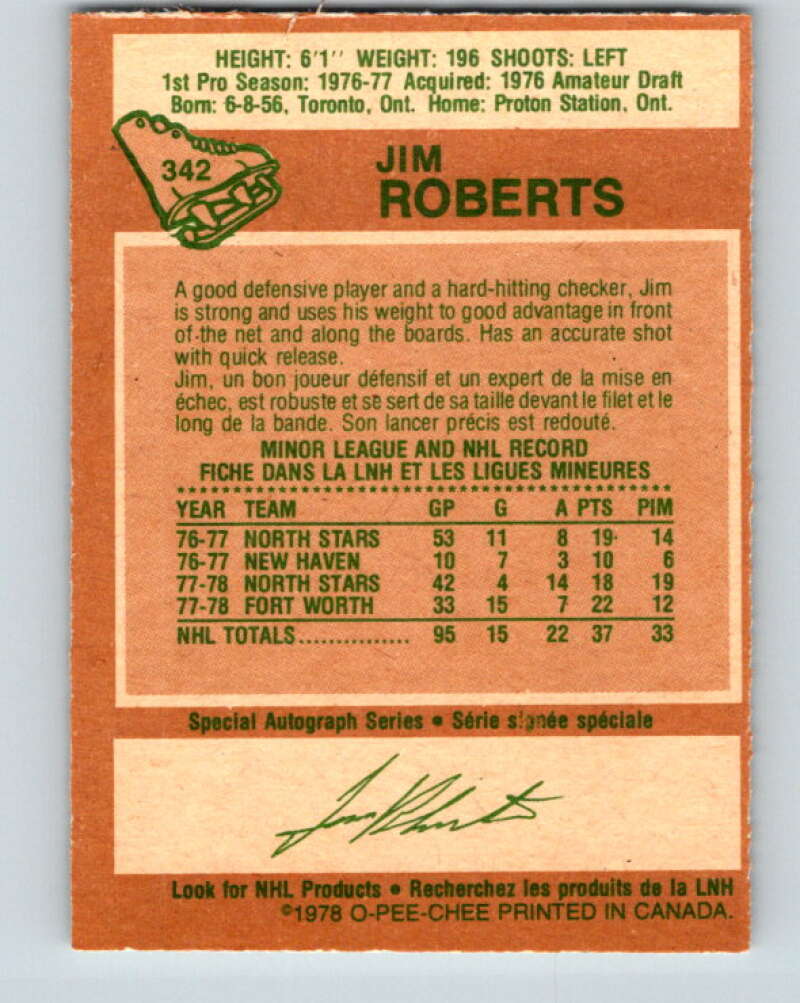 HEIGHT: 6'1'' WEIGHT: 196 SHOOTS: LEFT
1st Pro Season: 1976-77 Acquired: 1976 Amateur Draft
Born: 6-8-56, Toronto, Ont. Home: Proton Station, Ont.
342
JIM
ROBERTS
A good defensive player and a hard-hitting checker, Jim
is strong and uses his weight to good advantage in front
of the net and along the boards. Has an accurate shot
with quick release.
Jim, un bon joueur défensif et un expert de la mise en
échec, est robuste et se sert de sa taille devant le filet et le
long de la bande. Son lancer précis est redouté.
MINOR LEAGUE AND NHL RECORD
FICHE DANS LA LNH ET LES LIGUES MINEURES
YEAR TEAM GP G A PTS PIM
76-77 NORTH STARS 53 11 8 19 14
76-77 NEW HAVEN 10 7 3 10 6
77-78 NORTH STARS 42 4 14 18 19
77-78 FORT WORTH 33 15 7 22 12
NHL TOTALS............... 95 15 22 37 33
Special Autograph Series • Série signée spéciale
Jim Roberts
Look for NHL Products • Recherchez les produits de la LNH
©1978 O-PEE-CHEE PRINTED IN CANADA.